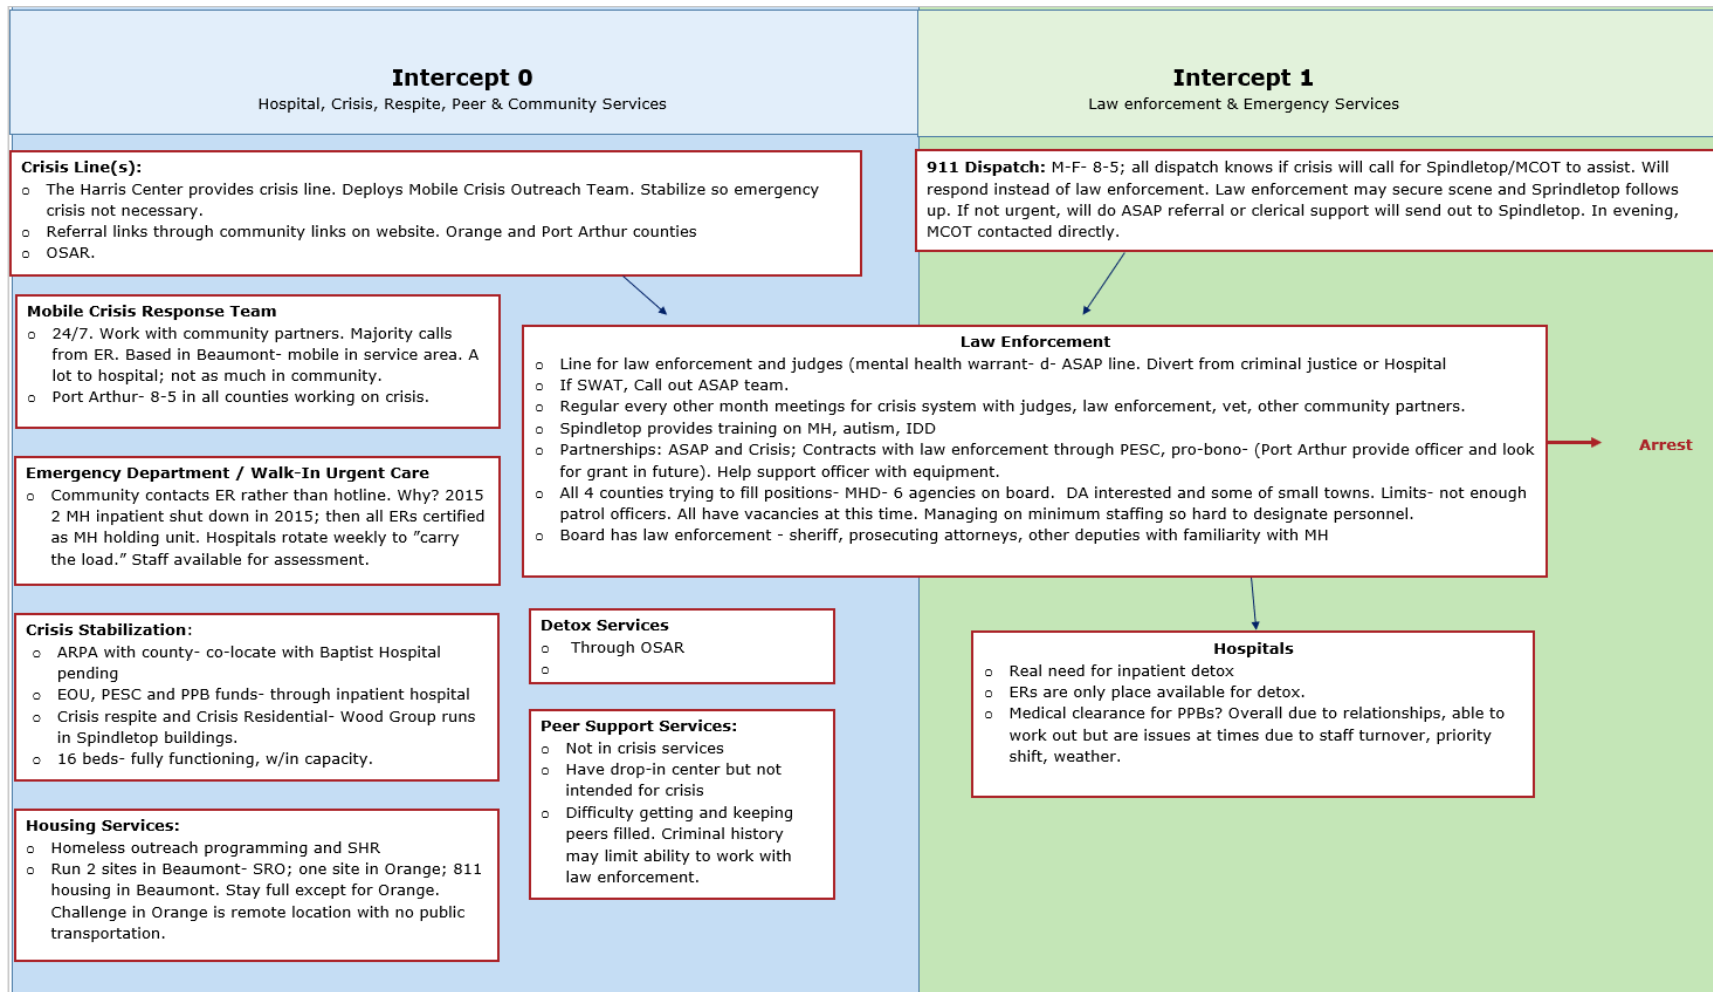 Intercept 0
Hospital, Crisis, Respite, Peer & Community Services
Intercept 1
Law enforcement & Emergency Services
Crisis Line(s):
o The Harris Center provides crisis line. Deploys Mobile Crisis Outreach Team. Stabilize so emergency
crisis not necessary.
o Referral links through community links on website. Orange and Port Arthur counties
o OSAR.
911 Dispatch: M-F- 8-5; all dispatch knows if crisis will call for Spindletop/MCOT to assist. Will
respond instead of law enforcement. Law enforcement may secure scene and Sprindletop follows
up. If not urgent, will do ASAP referral or clerical support will send out to Spindletop. In evening,
MCOT contacted directly.
Mobile Crisis Response Team
o 24/7. Work with community partners. Majority calls
from ER. Based in Beaumont- mobile in service area. A
lot to hospital; not as much in community.
o Port Arthur- 8-5 in all counties working on crisis.
Law Enforcement
o Line for law enforcement and judges (mental health warrant- d- ASAP line. Divert from criminal justice or Hospital
o If SWAT, Call out ASAP team.
o Regular every other month meetings for crisis system with judges, law enforcement, vet, other community partners.
o Spindletop provides training on MH, autism, IDD
o Partnerships: ASAP and Crisis; Contracts with law enforcement through PESC, pro-bono- (Port Arthur provide officer and look
for grant in future). Help support officer with equipment.
o All 4 counties trying to fill positions- MHD- 6 agencies on board.  DA interested and some of small towns. Limits- not enough
patrol officers. All have vacancies at this time. Managing on minimum staffing so hard to designate personnel.
o Board has law enforcement - sheriff, prosecuting attorneys, other deputies with familiarity with MH
Arrest
Emergency Department / Walk-In Urgent Care
o Community contacts ER rather than hotline. Why? 2015
2 MH inpatient shut down in 2015; then all ERs certified
as MH holding unit. Hospitals rotate weekly to ”carry
the load.” Staff available for assessment.
Crisis Stabilization:
o ARPA with county- co-locate with Baptist Hospital
pending
o EOU, PESC and PPB funds- through inpatient hospital
o Crisis respite and Crisis Residential- Wood Group runs
in Spindletop buildings.
o 16 beds- fully functioning, w/in capacity.
Detox Services
o Through OSAR
o
Hospitals
o Real need for inpatient detox
o ERs are only place available for detox.
o Medical clearance for PPBs? Overall due to relationships, able to
work out but are issues at times due to staff turnover, priority
shift, weather.
Peer Support Services:
o Not in crisis services
o Have drop-in center but not
intended for crisis
o Difficulty getting and keeping
peers filled. Criminal history
may limit ability to work with
law enforcement.
Housing Services:
o Homeless outreach programming and SHR
o Run 2 sites in Beaumont- SRO; one site in Orange; 811
housing in Beaumont. Stay full except for Orange.
Challenge in Orange is remote location with no public
transportation.